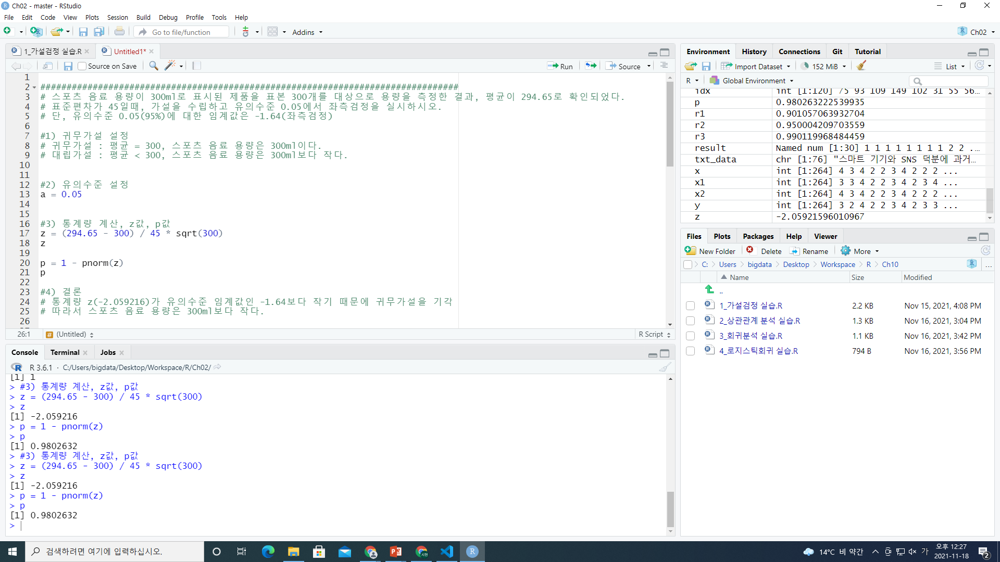 Ch02 - master - RStudio
File Edit Code View Plots Session Build Debug Profile Tools Help
Go to file/function Addins Ch02
1_가설검정 실습.R Untitled1*
Source on Save Run Source
1
2 ################################################################################
3 # 스포츠 음료 용량이 300ml로 표시된 제품을 표본 300개를 대상으로 용량을 측정한 결과, 평균이 294.65로 확인되었다.
4 # 표준편차가 45일때, 가설을 수립하고 유의수준 0.05에서 좌측검정을 실시하시오.
5 # 단, 유의수준 0.05(95%)에 대한 임계값은 -1.64(좌측검정)
6
7 #1) 귀무가설 설정
8 # 귀무가설 : 평균 = 300, 스포츠 음료 용량은 300ml이다.
9 # 대립가설 : 평균 < 300, 스포츠 음료 용량은 300ml보다 작다.
10
11
12 #2) 유의수준 설정
13 a = 0.05
14
15
16 #3) 통계량 계산, z값, p값
17 z = (294.65 - 300) / 45 * sqrt(300)
18 z
19
20 p = 1 - pnorm(z)
21 p
22
23 #4) 결론
24 # 통계량 z(-2.059216)가 유의수준 임계값인 -1.64보다 작기 때문에 귀무가설을 기각
25 # 따라서 스포츠 음료 용량은 300ml보다 작다.
26
26:1 # (Untitled) R Script
Console Terminal Jobs
R 3.6.1 · C:/Users/bigdata/Desktop/Workspace/R/Ch02/
[1] 1
> #3) 통계량 계산, z값, p값
> z = (294.65 - 300) / 45 * sqrt(300)
> z
[1] -2.059216
> p = 1 - pnorm(z)
> p
[1] 0.9802632
> #3) 통계량 계산, z값, p값
> z = (294.65 - 300) / 45 * sqrt(300)
> z
[1] -2.059216
> p = 1 - pnorm(z)
> p
[1] 0.9802632
>
Environment History Connections Git Tutorial
Import Dataset 152 MiB List
R Global Environment
idx int [1:120] 75 93 109 149 102 31 55 56…
p 0.980263222539935
r1 0.901057063932704
r2 0.950004209703559
r3 0.990119968484459
result Named num [1:30] 1 1 1 1 1 1 1 1 2 2 .…
txt_data chr [1:76] "스마트 기기와 SNS 덕분에 과거…
x int [1:264] 4 3 4 2 2 3 4 2 2 2 ...
x1 int [1:264] 3 3 4 2 2 3 4 2 3 4 ...
x2 int [1:264] 4 3 4 2 2 3 4 2 2 2 ...
y int [1:264] 3 2 4 2 2 3 4 2 3 3 ...
z -2.05921596010967
Files Plots Packages Help Viewer
New Folder Delete Rename More
C: Users bigdata Desktop Workspace R Ch10 ...
Name Size Modified
..
1_가설검정 실습.R 2.2 KB Nov 15, 2021, 4:08 PM
2_상관관계 분석 실습.R 1.3 KB Nov 16, 2021, 3:04 PM
3_회귀분석 실습.R 1.1 KB Nov 16, 2021, 3:42 PM
4_로지스틱회귀 실습.R 794 B Nov 16, 2021, 3:56 PM
검색하려면 여기에 입력하십시오.
14°C 비 약간 가 오후 12:27
2021-11-18
2